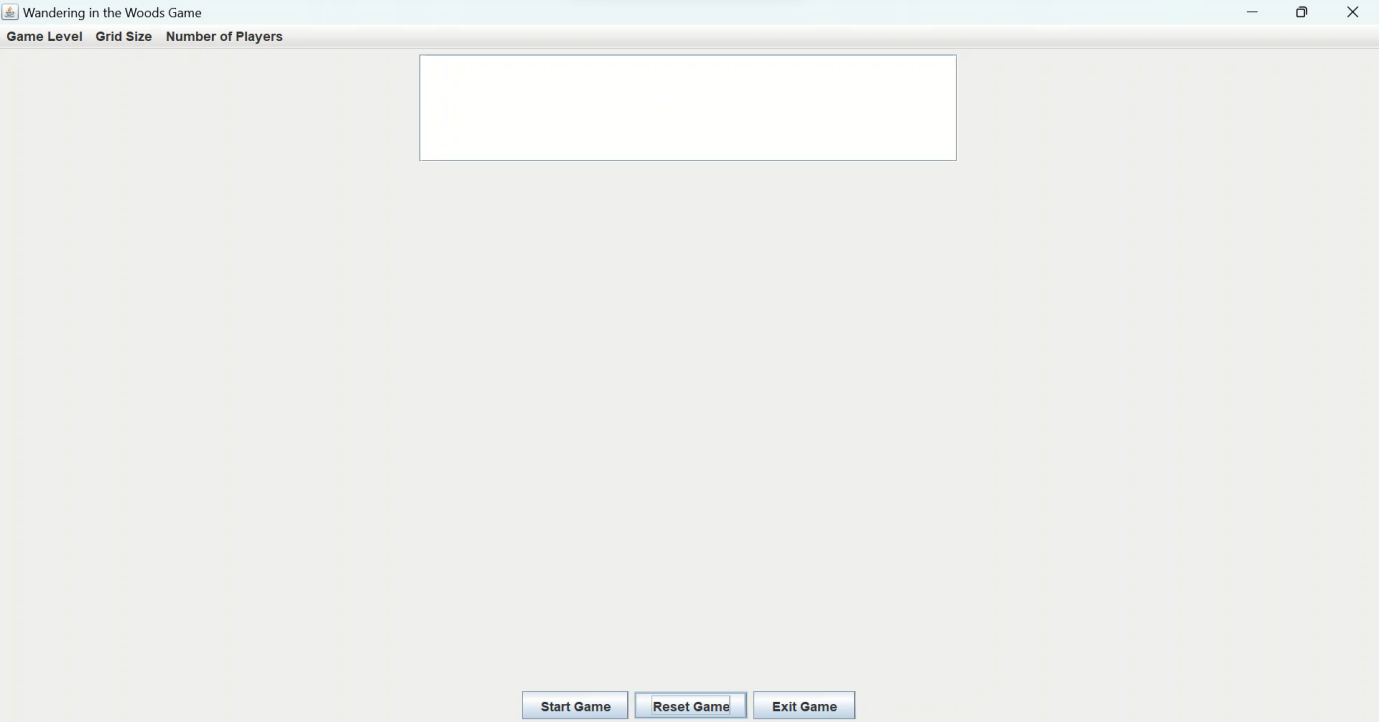 Wandering in the Woods Game
Game Level Grid Size Number of Players
Start Game Reset Game Exit Game